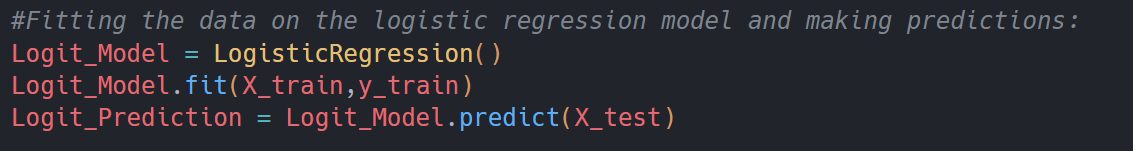 #Fitting the data on the logistic regression model and making predictions:
Logit_Model = LogisticRegression()
Logit_Model.fit(X_train,y_train)
Logit_Prediction = Logit_Model.predict(X_test)